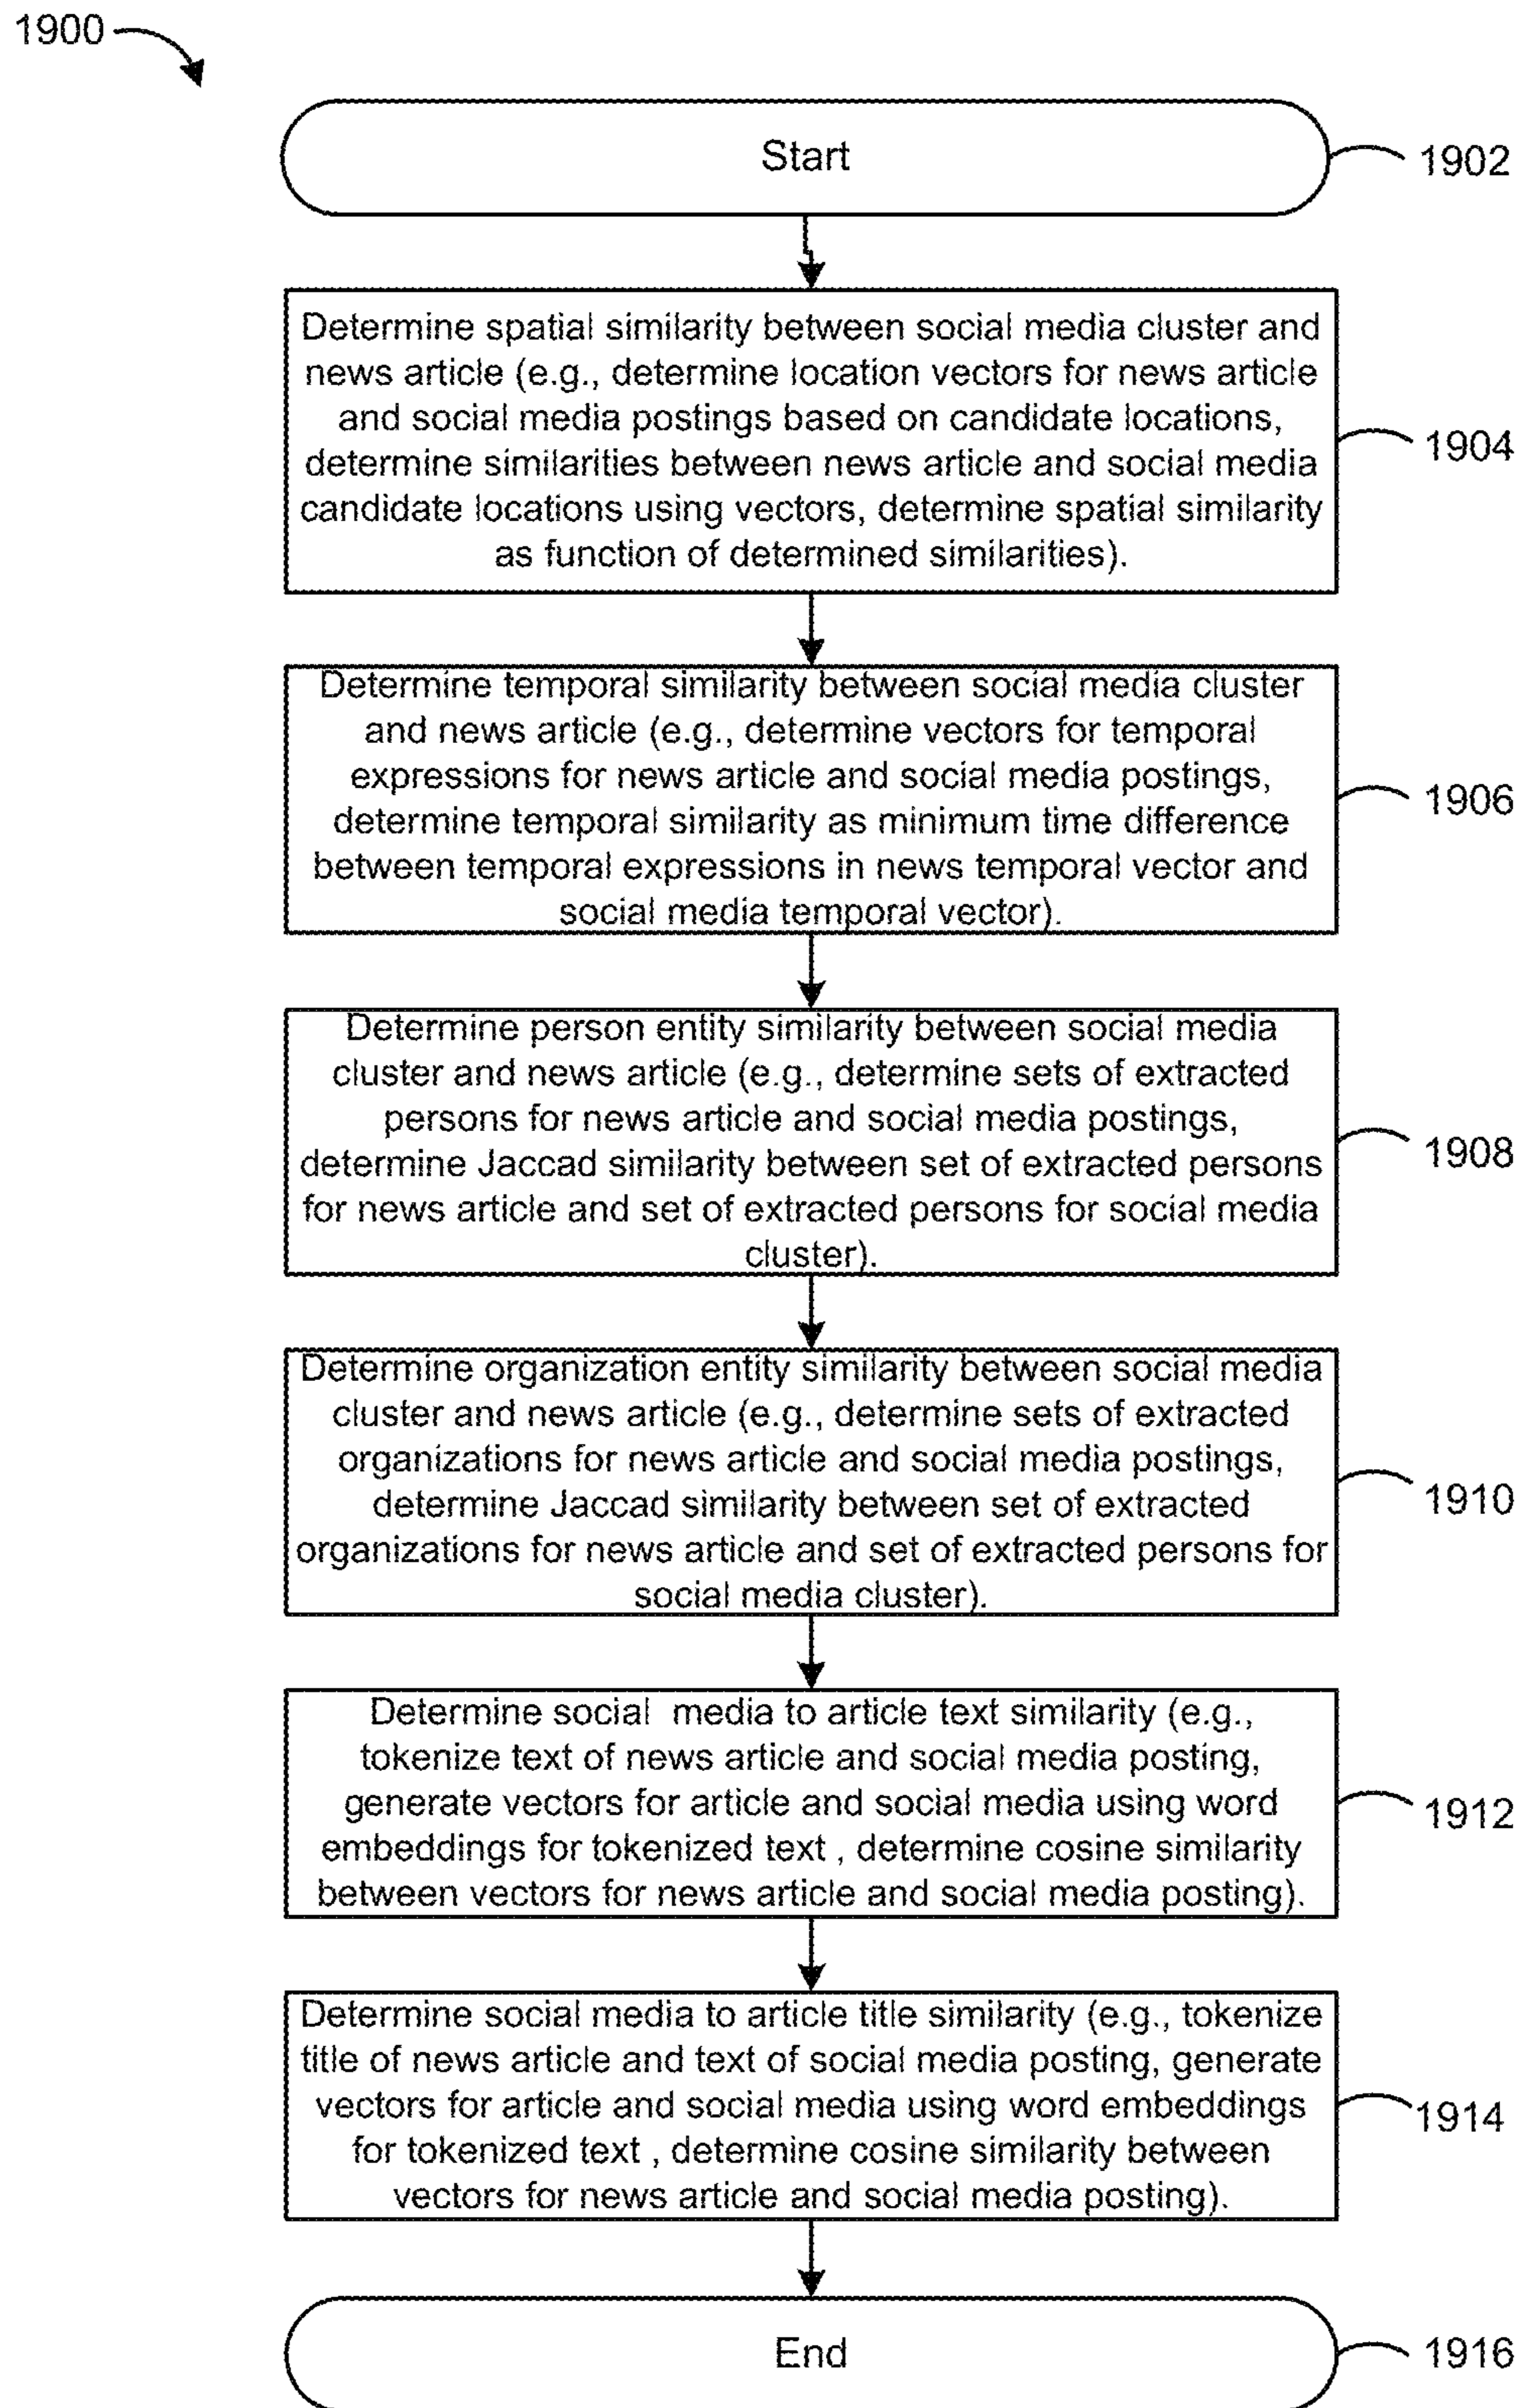 1900
Start
1902
Determine spatial similarity between social media cluster and
news article (e.g., determine location vectors for news article
and social media postings based on candidate locations,
determine similarities between news article and social media
candidate locations using vectors, determine spatial similarity
as function of determined similarities).
1904
Determine temporal similarity between social media cluster
and news article (e.g., determine vectors for temporal
expressions for news article and social media postings,
determine temporal similarity as minimum time difference
between temporal expressions in news temporal vector and
social media temporal vector).
1906
Determine person entity similarity between social media
cluster and news article (e.g., determine sets of extracted
persons for news article and social media postings,
determine Jaccad similarity between set of extracted persons
for news article and set of extracted persons for social media
cluster).
1908
Determine organization entity similarity between social media
cluster and news article (e.g., determine sets of extracted
organizations for news article and social media postings,
determine Jaccad similarity between set of extracted
organizations for news article and set of extracted persons for
social media cluster).
1910
Determine social  media to article text similarity (e.g.,
tokenize text of news article and social media posting,
generate vectors for article and social media using word
embeddings for tokenized text , determine cosine similarity
between vectors for news article and social media posting).
1912
Determine social media to article title similarity (e.g., tokenize
title of news article and text of social media posting, generate
vectors for article and social media using word embeddings
for tokenized text , determine cosine similarity between
vectors for news article and social media posting).
1914
End
1916